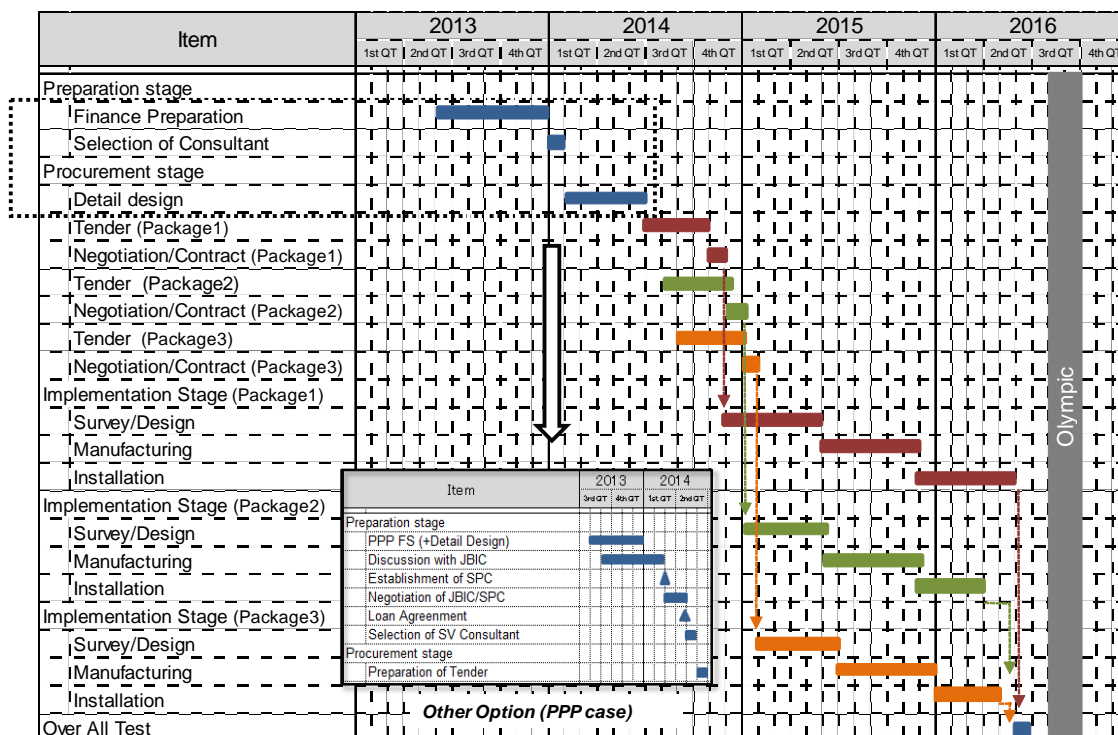 Item
2013
2014
2015
2016
1st QT 2nd QT 3rd QT 4th QT 1st QT 2nd QT 3rd QT 4th QT 1st QT 2nd QT 3rd QT 4th QT 1st QT 2nd QT 3rd QT 4th QT
Preparation stage
Finance Preparation
Selection of Consultant
Procurement stage
Detail design
Tender (Package1)
Negotiation/Contract (Package1)
Tender (Package2)
Negotiation/Contract (Package2)
Tender (Package3)
Negotiation/Contract (Package3)
Implementation Stage (Package1)
Survey/Design
Manufacturing
Installation
Implementation Stage (Package2)
Survey/Design
Manufacturing
Installation
Implementation Stage (Package3)
Survey/Design
Manufacturing
Installation
Over All Test
Olympic
Item
2013
2014
3rd QT 4th QT 1st QT 2nd QT
Preparation stage
PPP FS (+Detail Design)
Discussion with JBIC
Establishment of SPC
Negotiation of JBIC/SPC
Loan Agreenment
Selection of SV Consultant
Procurement stage
Preparation of Tender
Other Option (PPP case)